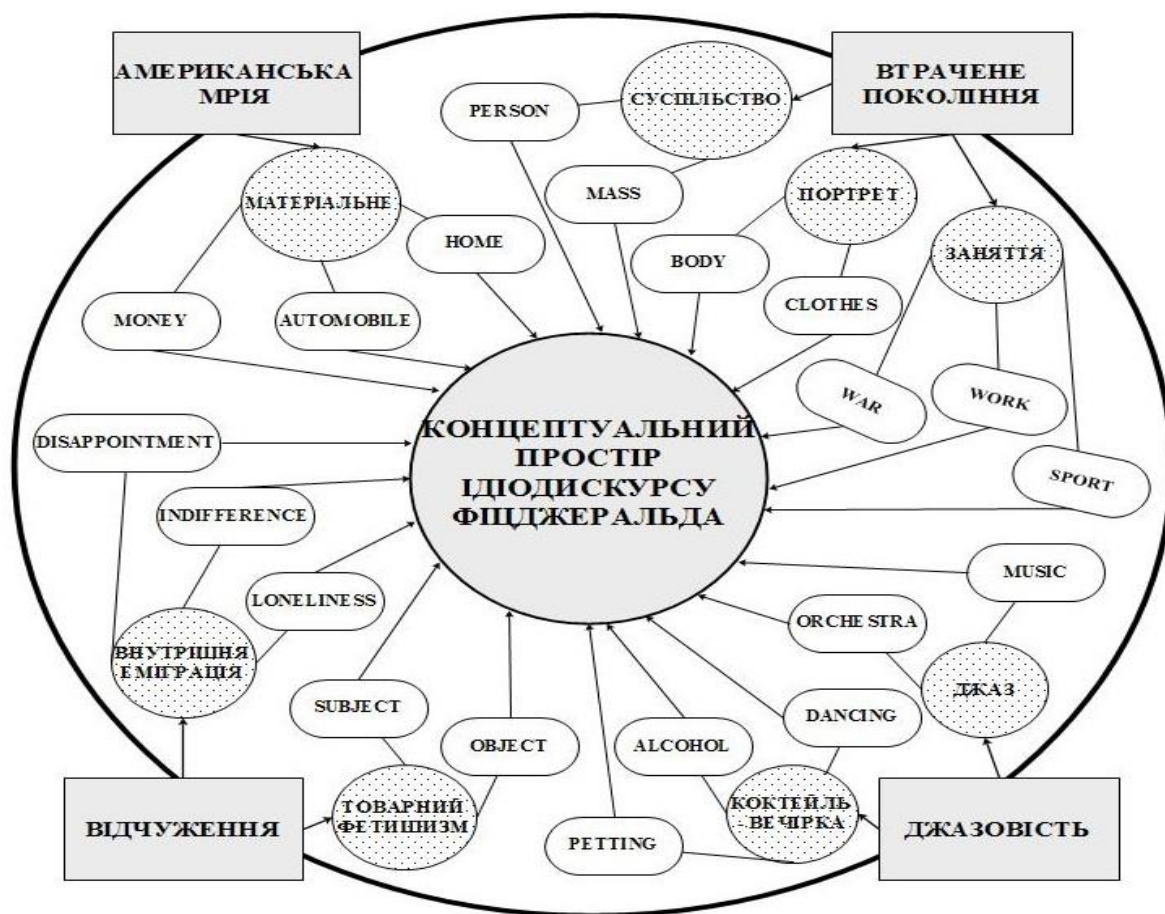 АМЕРИКАНСЬКА
МРІЯ
ВТРАЧЕНЕ
ПОКОЛІННЯ
СУСПІЛЬСТВО
PERSON
МАТЕРІАЛЬНЕ
MASS
ПОРТРЕТ
HOME
BODY
ЗАНЯТТЯ
MONEY
AUTOMOBILE
CLOTHES
WAR
WORK
SPORT
КОНЦЕПТУАЛЬНИЙ
ПРОСТІР
ІДІОДИСКУРСУ
ФІЦДЖЕРАЛЬДА
DISAPPOINTMENT
INDIFFERENCE
LONELINESS
MUSIC
ORCHESTRA
ВНУТРІШНЯ
ЕМІГРАЦІЯ
ДЖАЗ
SUBJECT
OBJECT
ALCOHOL
DANCING
ТОВАРНИЙ
ФЕТИШИЗМ
КОКТЕЙЛЬ
- ВЕЧІРКА
PETTING
ВІДЧУЖЕННЯ
ДЖАЗОВІСТЬ